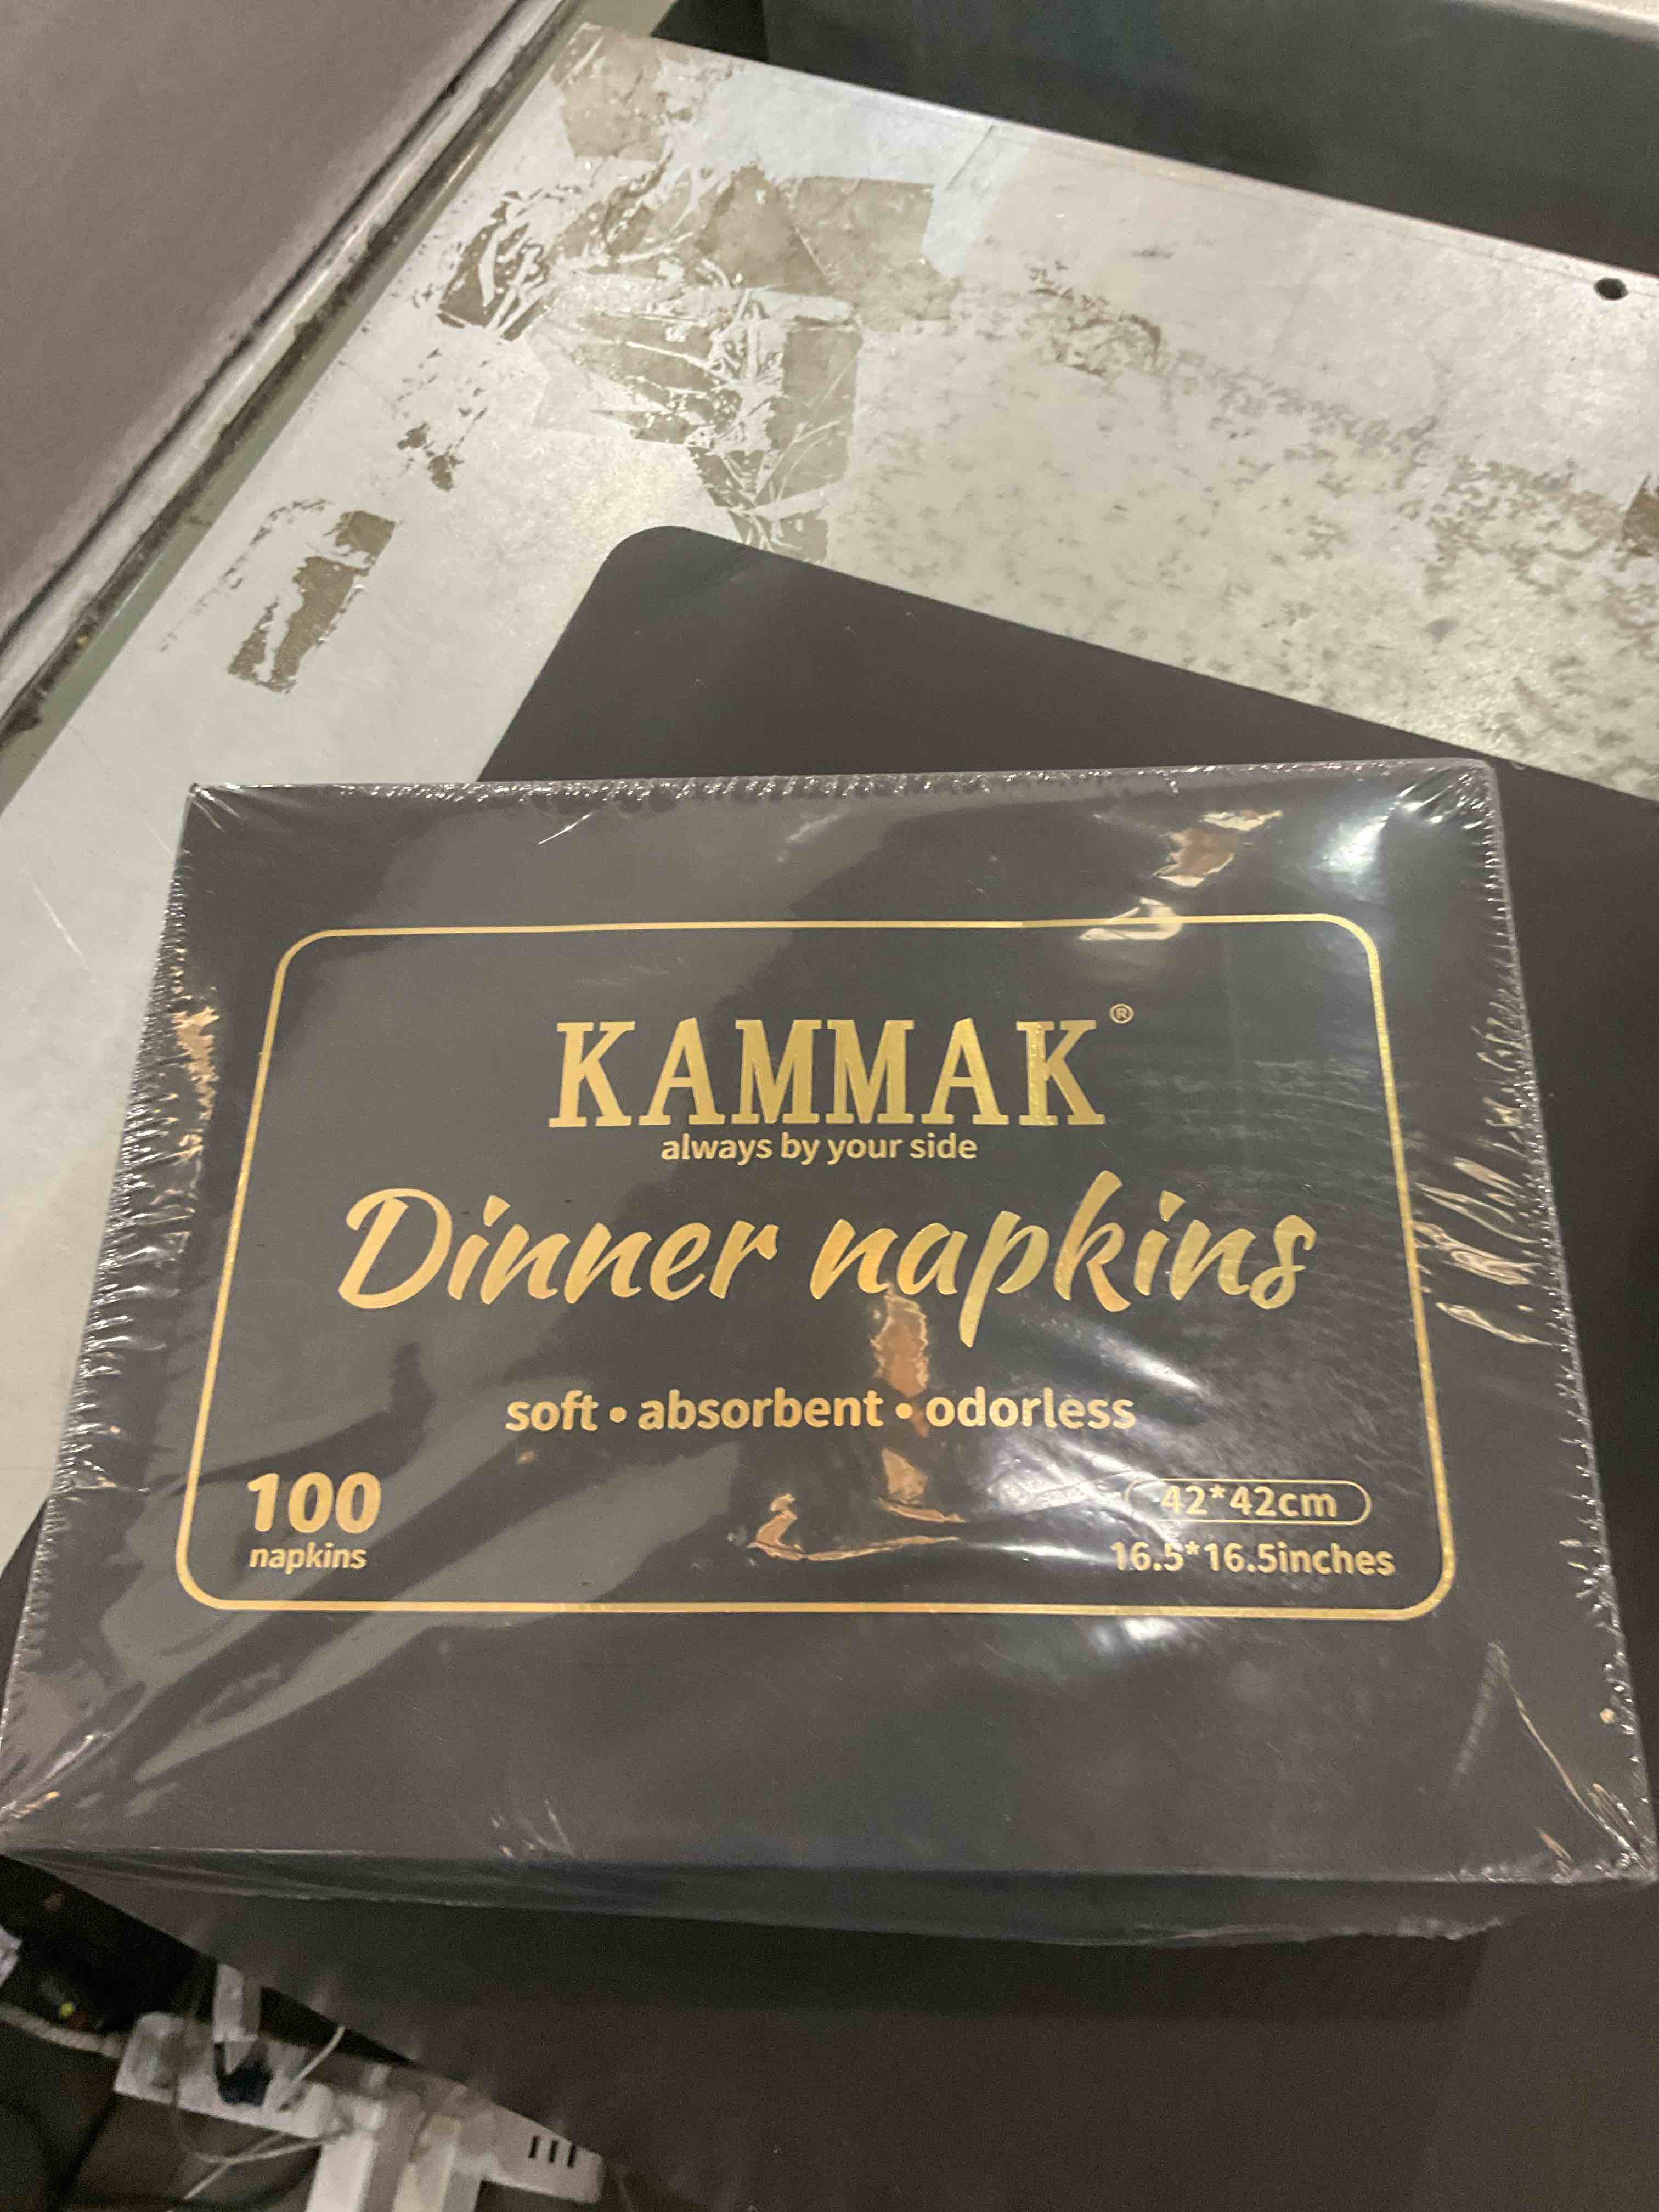 KAMMAK®
always by your side
Dinner napkins
soft • absorbent • odorless
100
napkins
42*42cm
16.5*16.5inches